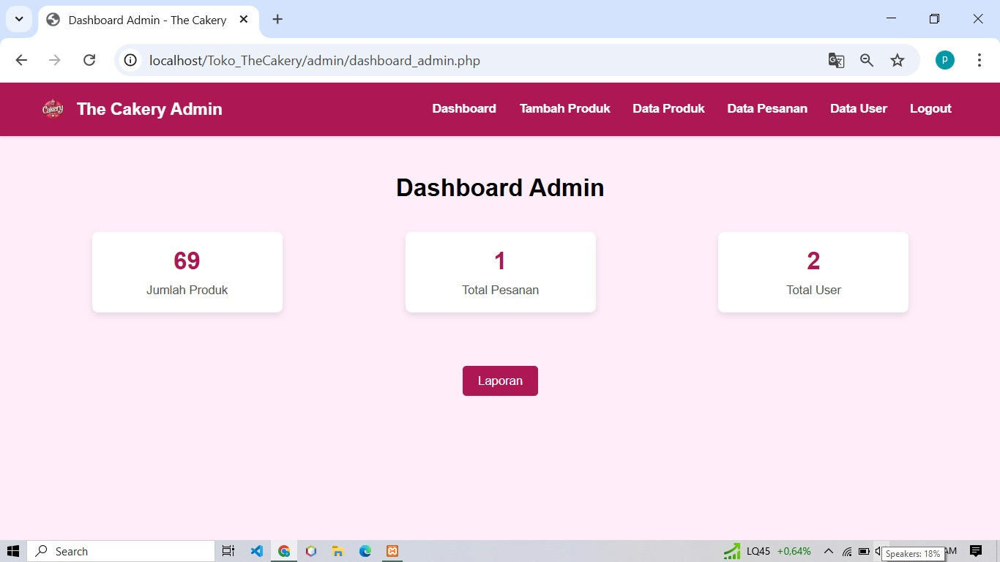 Dashboard Admin - The Cakery
localhost/Toko_TheCakery/admin/dashboard_admin.php
P
Cakery
The Cakery Admin
Dashboard
Tambah Produk
Data Produk
Data Pesanan
Data User
Logout
Dashboard Admin
69
Jumlah Produk
1
Total Pesanan
2
Total User
Laporan
Search
LQ45 +0,64%
AM
Speakers: 18%